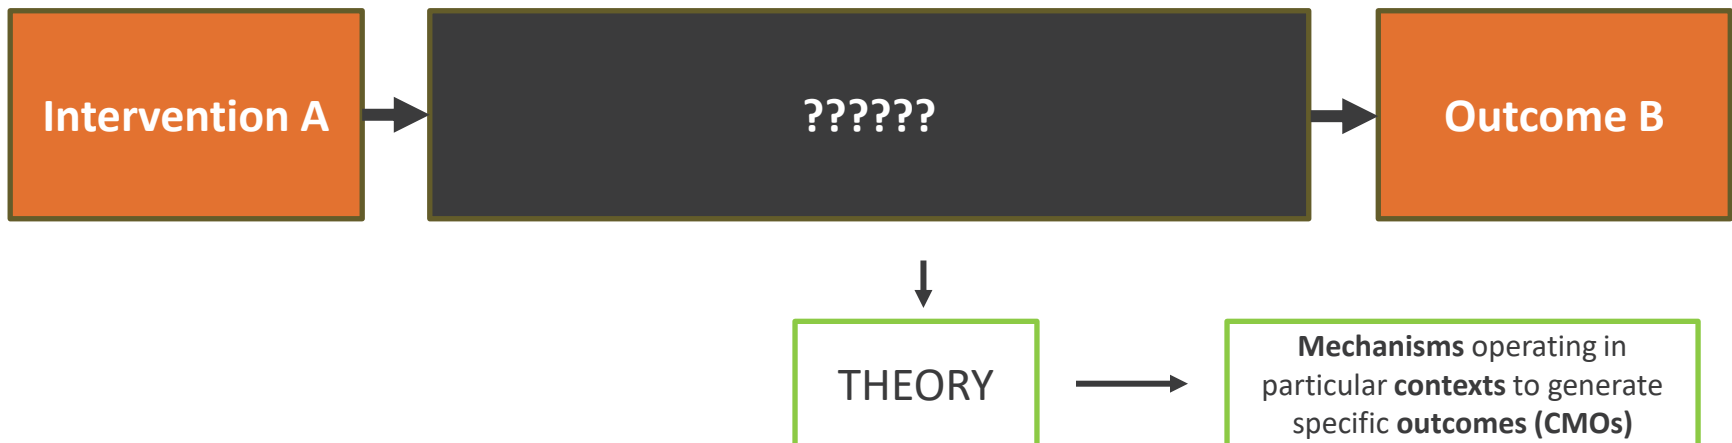 Intervention A
??????
Outcome B
THEORY
Mechanisms operating in
particular contexts to generate
specific outcomes (CMOs)